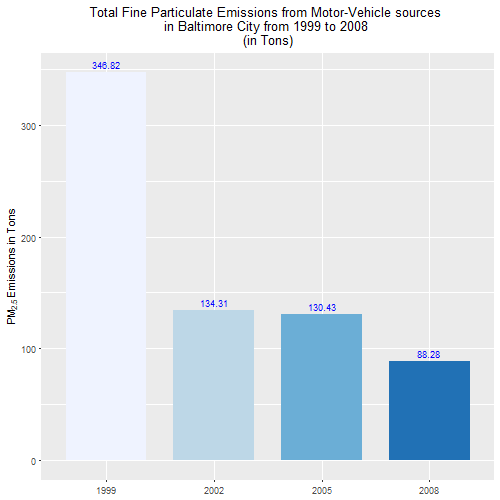 Total Fine Particulate Emissions from Motor-Vehicle sources
in Baltimore City from 1999 to 2008
(in Tons)
PM2.5 Emissions in Tons
300
200
100
0
346.82
134.31
130.43
88.28
1999 2002 2005 2008